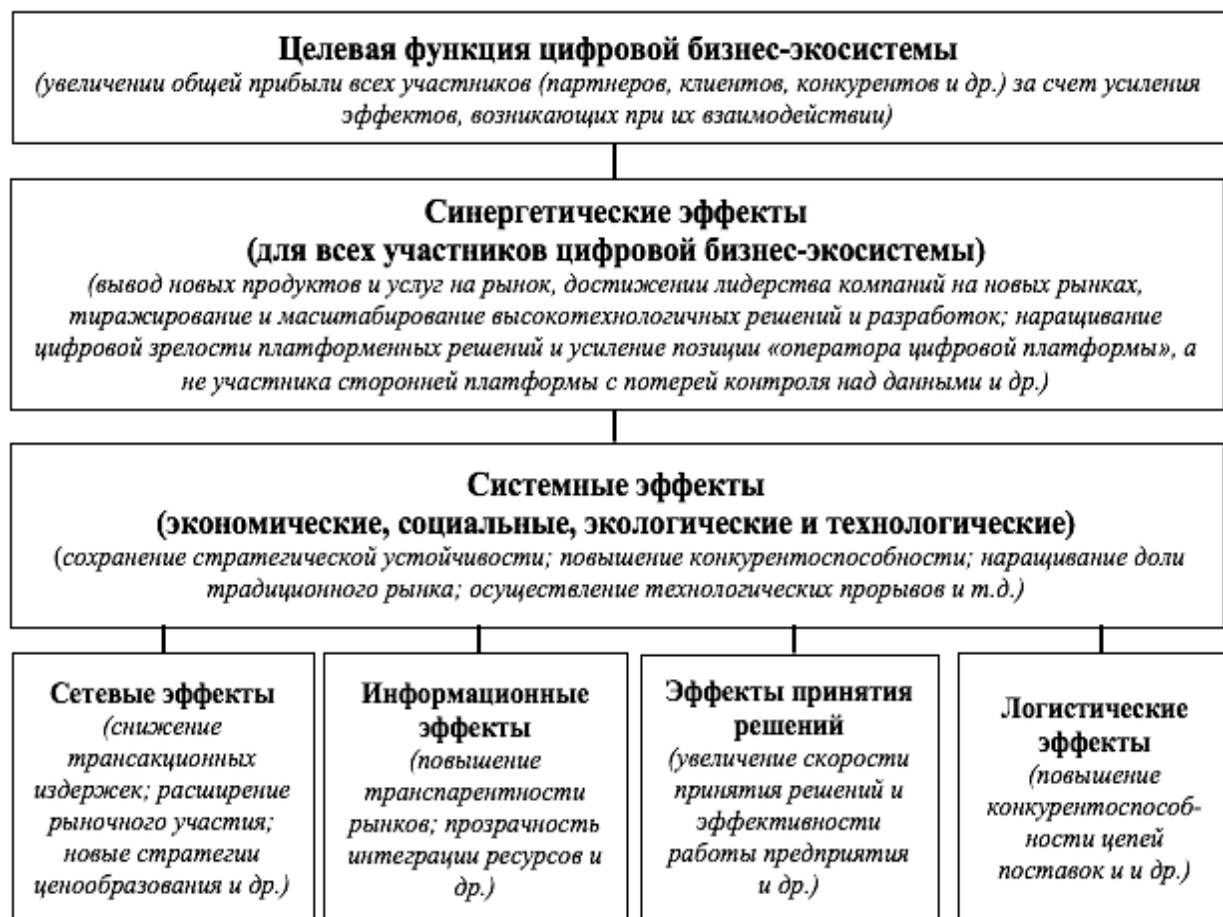 Целевая функция цифровой бизнес-экосистемы
(увеличении общей прибыли всех участников (партнеров, клиентов, конкурентов и др.) за счет усиления
эффектов, возникающих при их взаимодействии)
Синергетические эффекты
(для всех участников цифровой бизнес-экосистемы)
(вывод новых продуктов и услуг на рынок, достижении лидерства компаний на новых рынках,
тиражирование и масштабирование высокотехнологичных решений и разработок; наращивание
цифровой зрелости платформенных решений и усиление позиции «оператора цифровой платформы», а
не участника сторонней платформы с потерей контроля над данными и др.)
Системные эффекты
(экономические, социальные, экологические и технологические)
(сохранение стратегической устойчивости; повышение конкурентоспособности; наращивание доли
традиционного рынка; осуществление технологических прорывов и т.д.)
Сетевые эффекты
(снижение
трансакционных
издержек; расширение
рыночного участия;
новые стратегии
ценообразования и др.)
Информационные
эффекты
(повышение
транспарентности
рынков; прозрачность
интеграции ресурсов и
др.)
Эффекты принятия
решений
(увеличение скорости
принятия решений и
эффективности
работы предприятия
и др.)
Логистические
эффекты
(повышение
конкурентоспособ-
ности цепей
поставок и и др.)